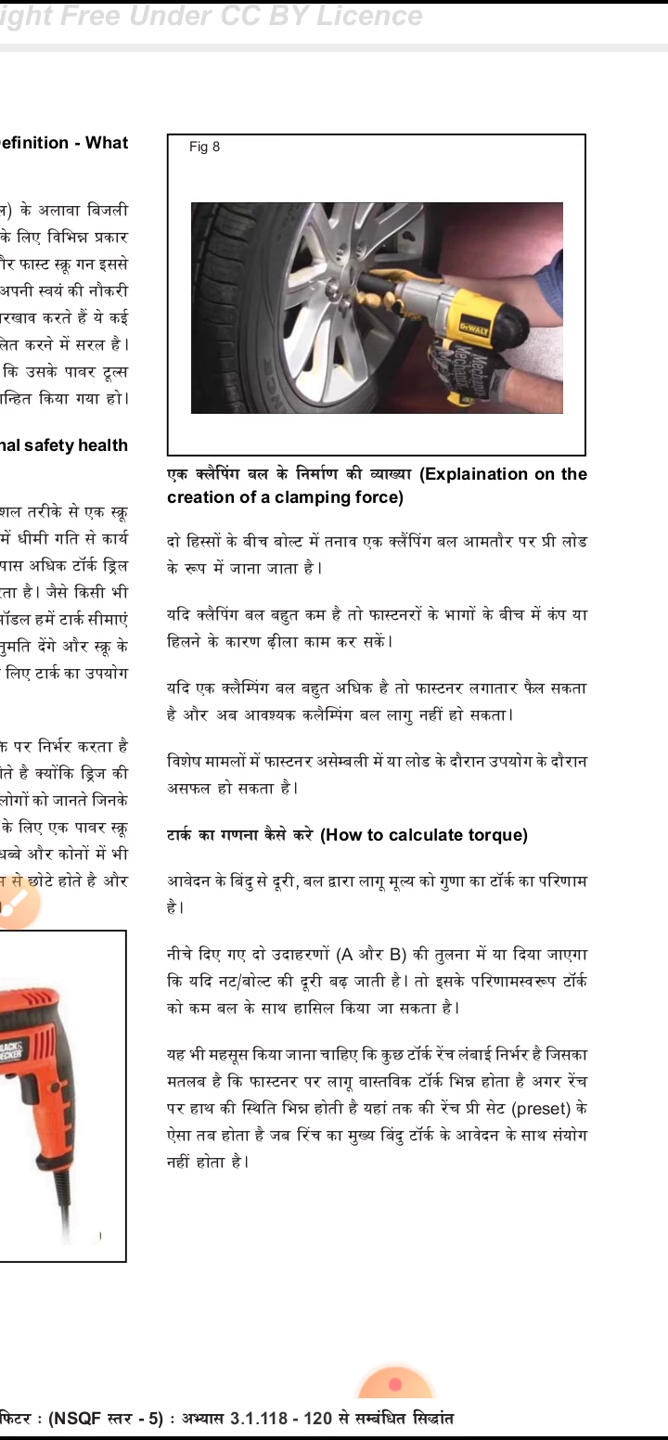 ight Free Under CC BY Licence
efinition - What
के अलावा बिजली
के लिए विभिन्न प्रकार
फास्ट स्क्रू गन इससे
अपनी स्वयं की नौकरी
करते हैं ये कई
करने में सरल है।
कि उसके पावर टूल्स
किया गया हो।
nal safety health
तरीके से एक स्क्रू
में धीमी गति से कार्य
पास अधिक टॉर्क ड्रिल
है। जैसे किसी भी
हमें टार्क सीमाएं
देंगे और स्क्रू के
लिए टार्क का उपयोग
पर निर्भर करता है
है क्योंकि ड्रिज की
लोगों को जानते जिनके
के लिए एक पावर स्क्रू
धब्बे और कोनों में भी
से छोटे होते है और
BLACK&
DECKER
Fig 8
DEWALT
Mechanix
एक क्लैपिंग बल के निर्माण की व्याख्या (Explaination on the
creation of a clamping force)
दो हिस्सों के बीच बोल्ट में तनाव एक क्लैंपिंग बल आमतौर पर प्री लोड
के रूप में जाना जाता है।
यदि क्लैपिंग बल बहुत कम है तो फास्टनरों के भागों के बीच में कंप या
हिलने के कारण ढ़ीला काम कर सकें।
यदि एक क्लैम्पिंग बल बहुत अधिक है तो फास्टनर लगातार फैल सकता
है और अब आवश्यक कलैम्पिंग बल लागु नहीं हो सकता।
विशेष मामलों में फास्टनर असेम्बली में या लोड के दौरान उपयोग के दौरान
असफल हो सकता है।
टार्क का गणना कैसे करे (How to calculate torque)
आवेदन के बिंदु से दूरी, बल द्वारा लागू मूल्य को गुणा का टॉर्क का परिणाम
है।
नीचे दिए गए दो उदाहरणों (A और B) की तुलना में या दिया जाएगा
कि यदि नट/बोल्ट की दूरी बढ़ जाती है। तो इसके परिणामस्वरूप टॉर्क
को कम बल के साथ हासिल किया जा सकता है।
यह भी महसूस किया जाना चाहिए कि कुछ टॉर्क रेंच लंबाई निर्भर है जिसका
मतलब है कि फास्टनर पर लागू वास्तविक टॉर्क भिन्न होता है अगर रेंच
पर हाथ की स्थिति भिन्न होती है यहां तक की रेंच प्री सेट (preset) के
ऐसा तब होता है जब रिंच का मुख्य बिंदु टॉर्क के आवेदन के साथ संयोग
नहीं होता है।
फिटर : (NSQF स्तर - 5) : अभ्यास 3.1.118 - 120 से सम्बंधित सिद्धांत